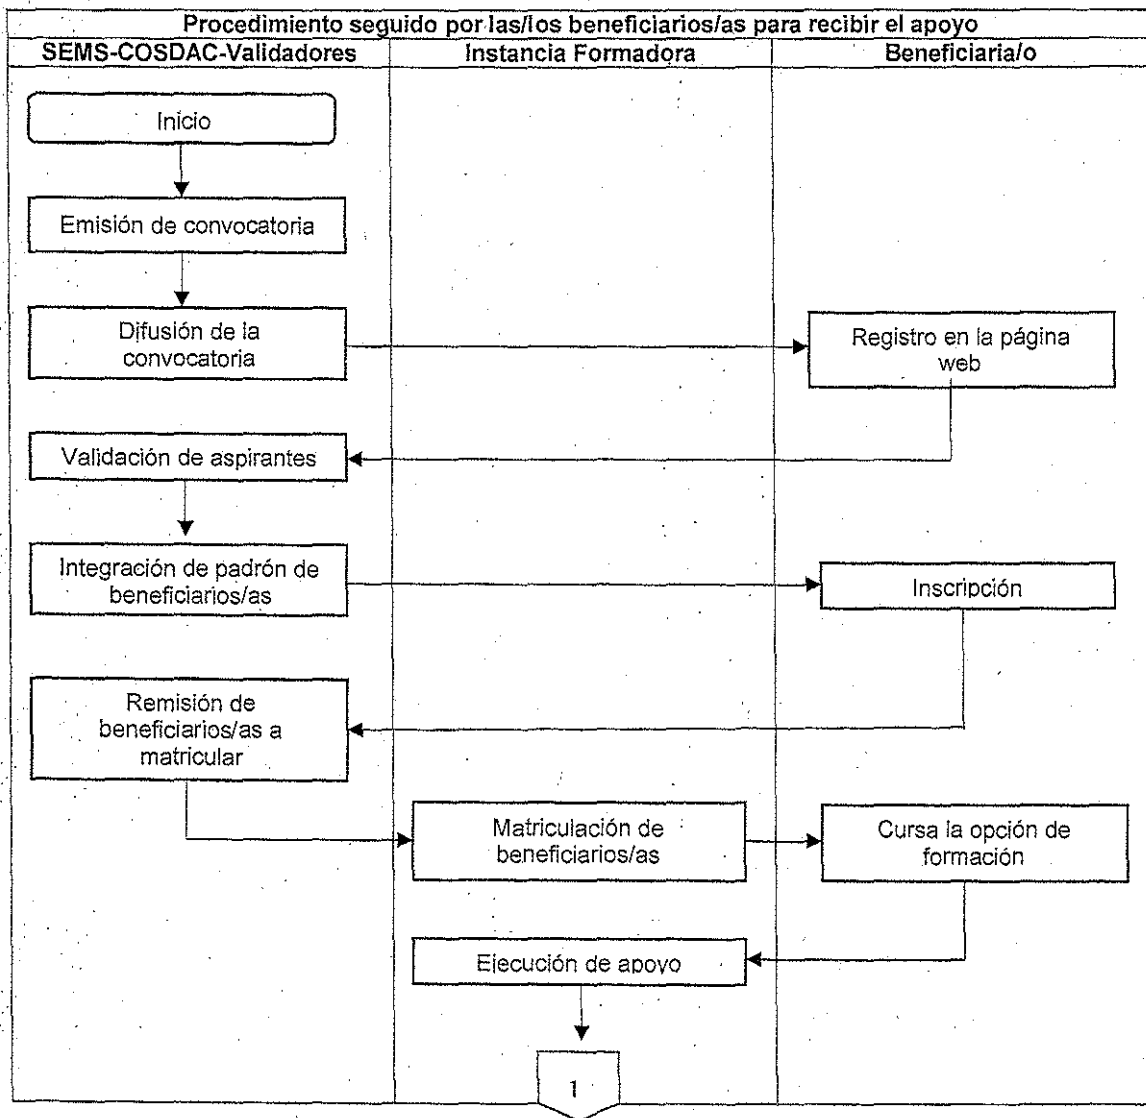 Procedimiento seguido por las/los beneficiarios/as para recibir el apoyo
SEMS-COSDAC-Validadores
Instancia Formadora
Beneficiaria/o
Inicio
Emisión de convocatoria
Difusión de la
convocatoria
Registro en la página
web
Validación de aspirantes
Integración de padrón de
beneficiarios/as
Inscripción
Remisión de
beneficiarios/as a
matricular
Matriculación de
beneficiarios/as
Cursa la opción de
formación
Ejecución de apoyo
1